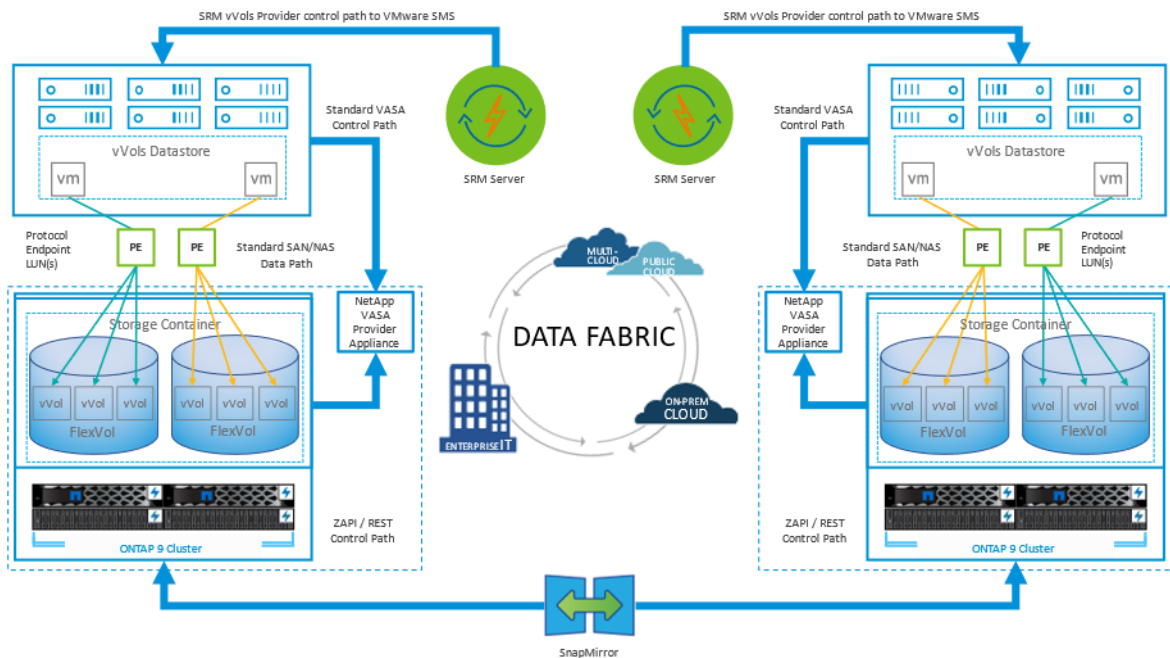 SRM vVols Provider control path to VMware SMS
SRM vVols Provider control path to VMware SMS
Standard VASA
Control Path
vVols Datastore
vm
vm
SRM Server
SRM Server
Standard VASA
Control Path
vVols Datastore
vm
vm
Protocol
Endpoint
LUN(s)
PE
PE
Standard SAN/NAS
Data Path
MULTI-
CLOUD
PUBLIC
CLOUD
Standard SAN/NAS
Data Path
PE
PE
Protocol
Endpoint
LUN(s)
NetApp
VASA
Provider
Appliance
Storage Container
vVol
vVol
vVol
FlexVol
vVol
vVol
vVol
FlexVol
DATA FABRIC
ENTERPRISE IT
ON-PREM
CLOUD
NetApp
VASA
Provider
Appliance
Storage Container
vVol
vVol
vVol
FlexVol
vVol
vVol
vVol
FlexVol
ONTAP 9 Cluster
ZAPI / REST
Control Path
ZAPI / REST
Control Path
ONTAP 9 Cluster
SnapMirror